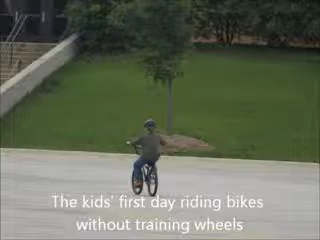 The kids' first day riding bikes
without training wheels